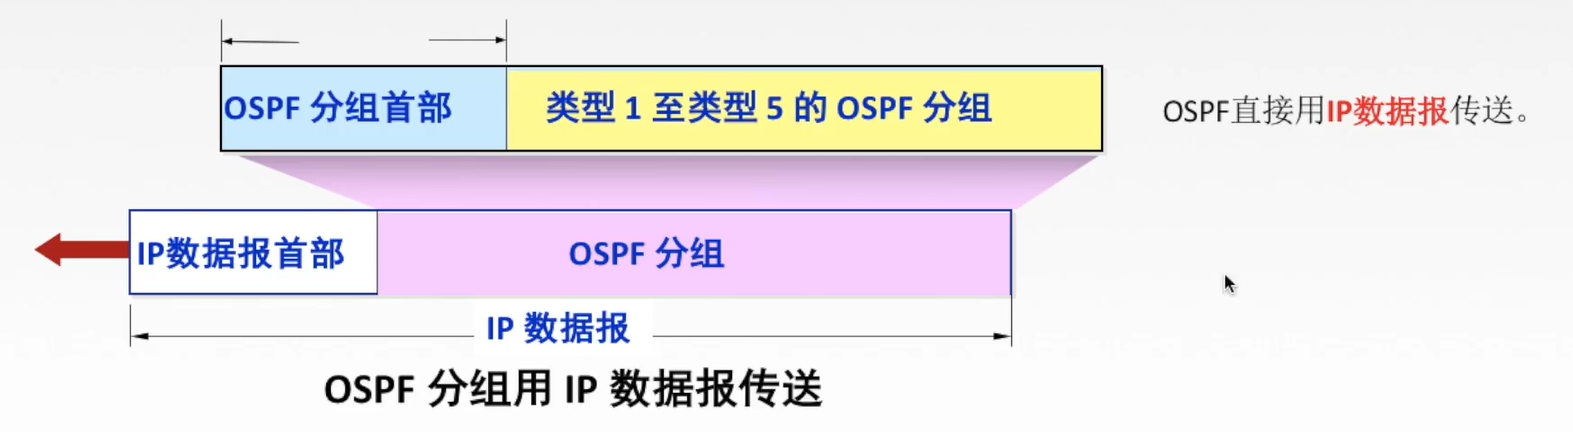 OSPF 分组首部
类型 1 至类型 5 的 OSPF 分组
OSPF直接用IP数据报传送。
IP数据报首部
OSPF 分组
IP 数据报
OSPF 分组用 IP 数据报传送